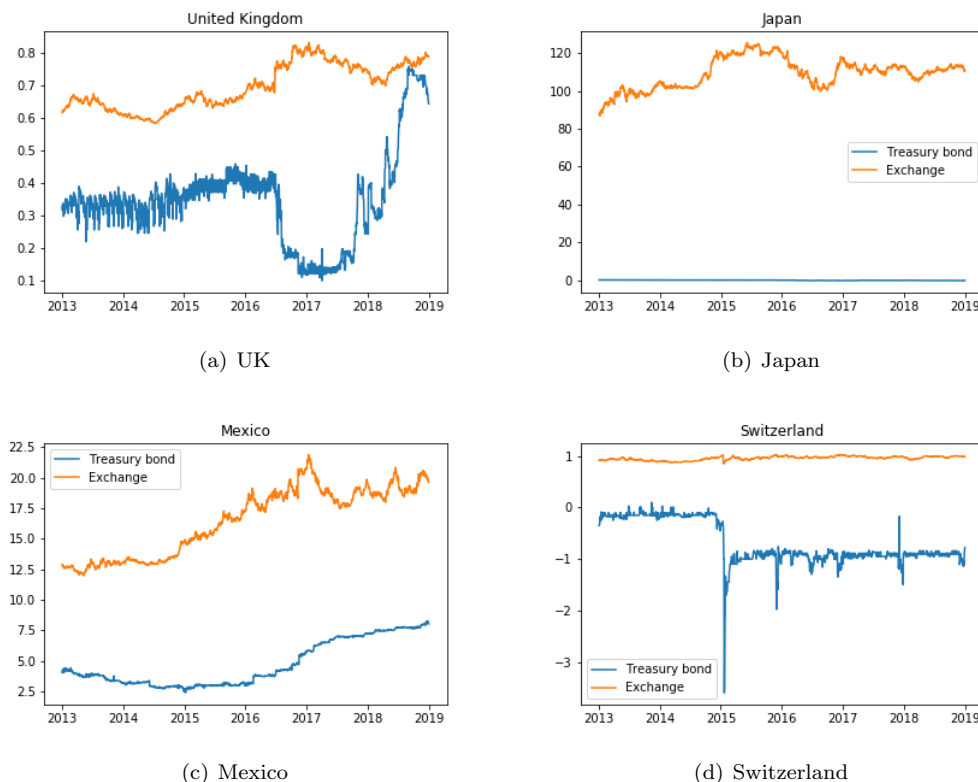 United Kingdom
0.8
0.7
0.6
0.5
0.4
0.3
0.2
0.1
2013 2014 2015 2016 2017 2018 2019
(a) UK
Japan
120
100
80
60
40
20
0
Treasury bond
Exchange
2013 2014 2015 2016 2017 2018 2019
(b) Japan
Mexico
22.5
20.0
17.5
15.0
12.5
10.0
7.5
5.0
2.5
Treasury bond
Exchange
2013 2014 2015 2016 2017 2018 2019
(c) Mexico
Switzerland
1
0
−1
−2
−3
Treasury bond
Exchange
2013 2014 2015 2016 2017 2018 2019
(d) Switzerland